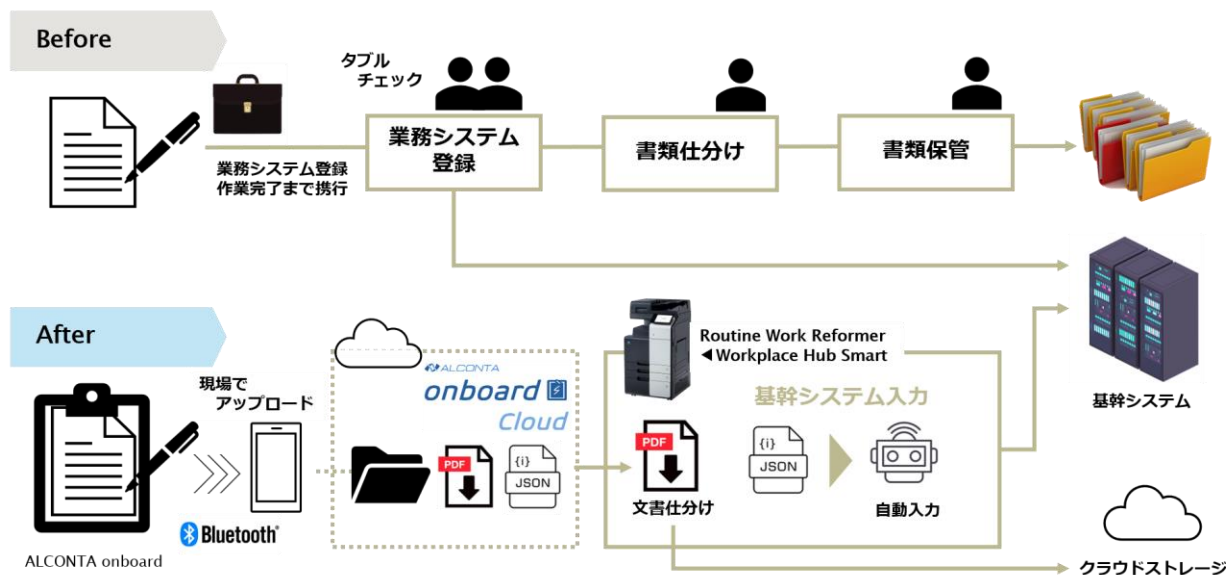 Before
タブル
チェック
業務システム登録
作業完了まで携行
業務システム
登録
書類仕分け
書類保管
After
現場で
アップロード
Bluetooth®
ALCONTA onboard
ALCONTA
onboard
Cloud
PDF
{i}
JSON
Routine Work Reformer
◀Workplace Hub Smart
基幹システム入力
PDF
文書仕分け
{i}
JSON
自動入力
基幹システム
クラウドストレージ